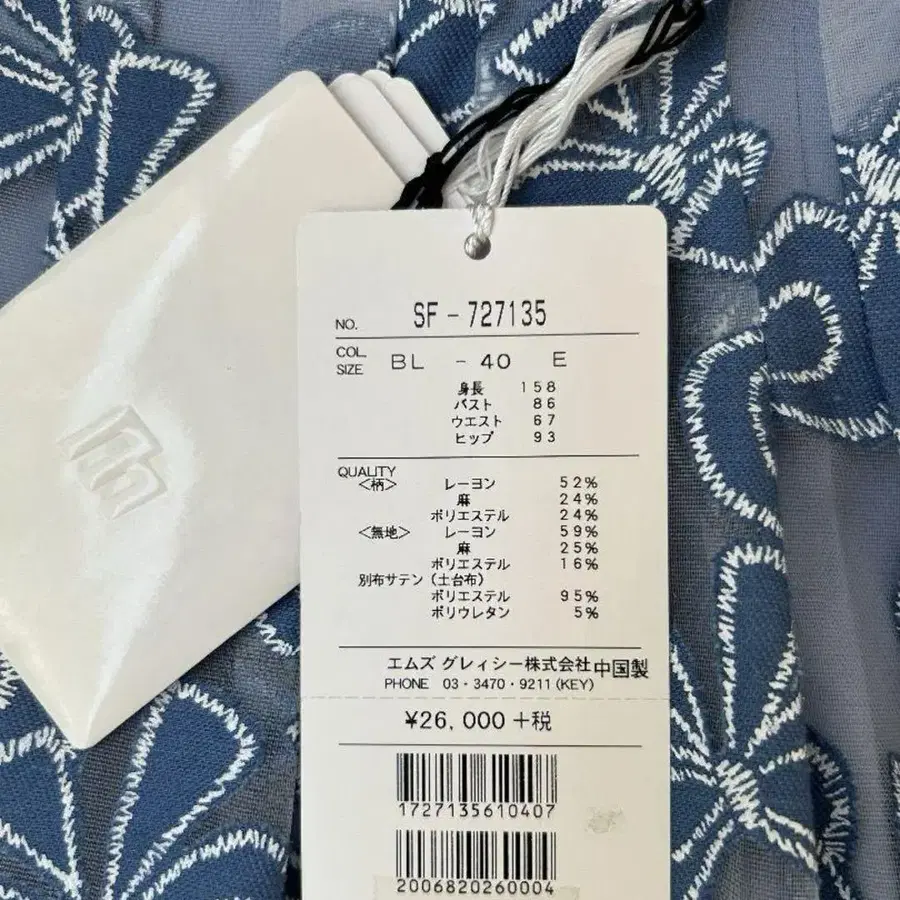 NO. SF-727135
COL.
SIZE BL - 40 E
身長 158
バスト 86
ウエスト 67
ヒップ 93
QUALITY
<柄> レーヨン 52%
麻 24%
ポリエステル 24%
<無地> レーヨン 59%
麻 25%
ポリエステル 16%
別布サテン(土台布)
ポリエステル 95%
ポリウレタン 5%
エムズ グレィシー株式会社 中国製
PHONE 03・3470・9211(KEY)
¥26,000+税
1727135610407
2006820260004